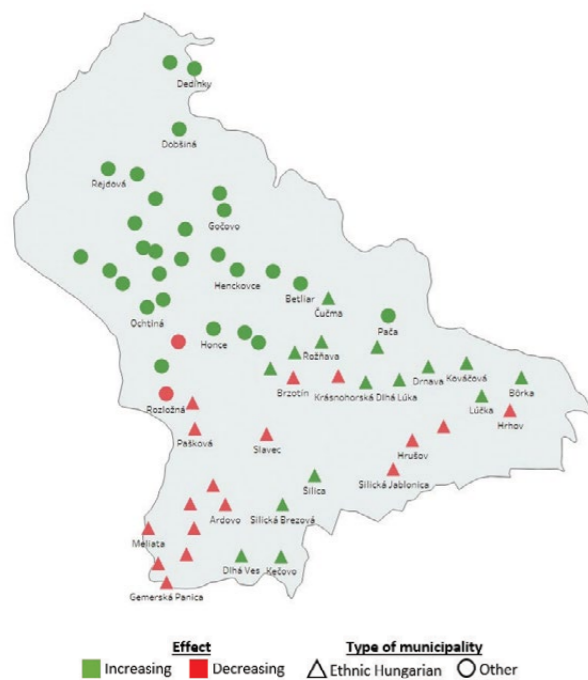 Dedinky
Dobšiná
Rejdová
Gočovo
Henckovce
Betliar
Čučma
Ochtiná
Honce
Pača
Rožňava
Brzotín
Krásnohorská Dlhá Lúka
Drnava
Kováčová
Bôrka
Lúčka
Hrhov
Rozložná
Pašková
Slavec
Hrušov
Silická Jablonica
Silica
Ardovo
Silická Brezová
Meliata
Dlhá Ves
Kečovo
Gemerská Panica
Effect
Type of municipality
Increasing
Decreasing
Ethnic Hungarian
Other